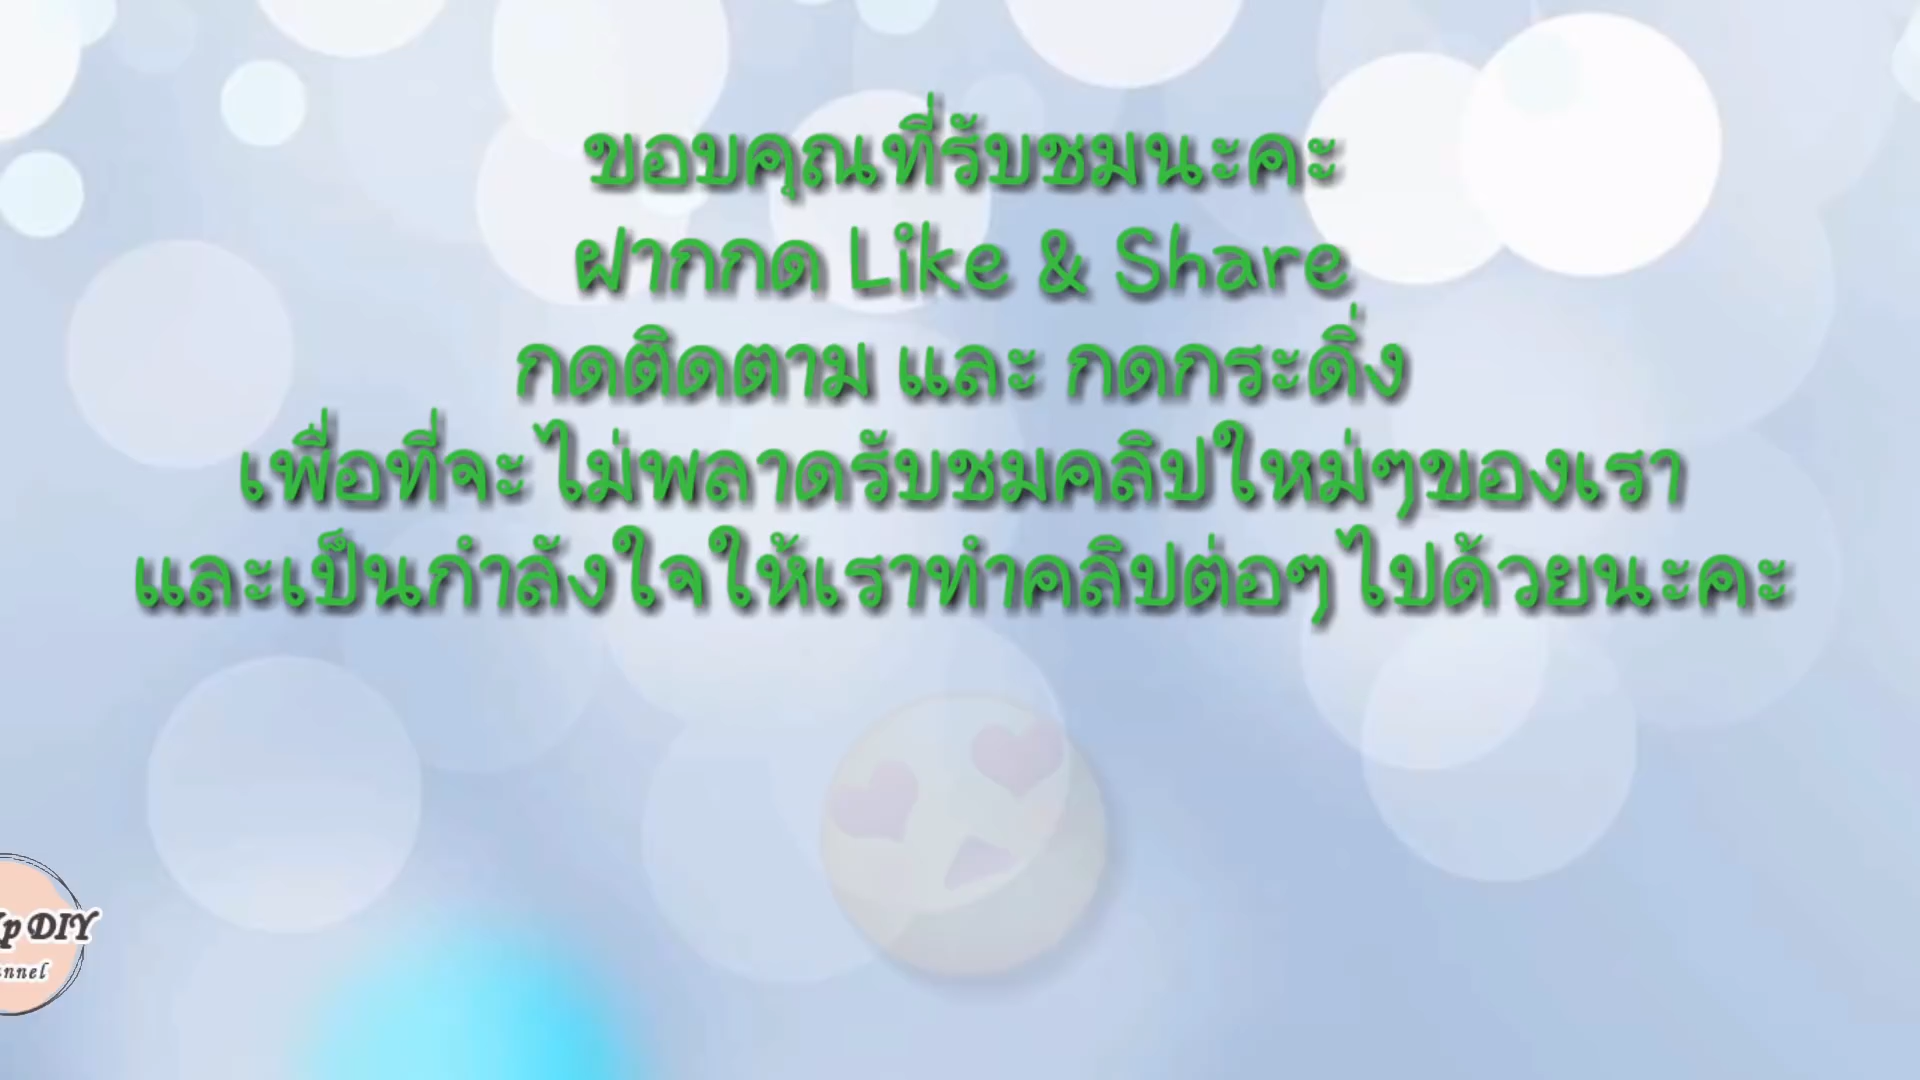 ขอบคุณที่รับชมนะคะ
ฝากกด Like & Share
กดติดตาม และ กดกระดิ่ง
เพื่อที่จะไม่พลาดรับชมคลิปใหม่ๆของเรา
และเป็นกำลังใจให้เราทำคลิปต่อๆไปด้วยนะคะ
DIY